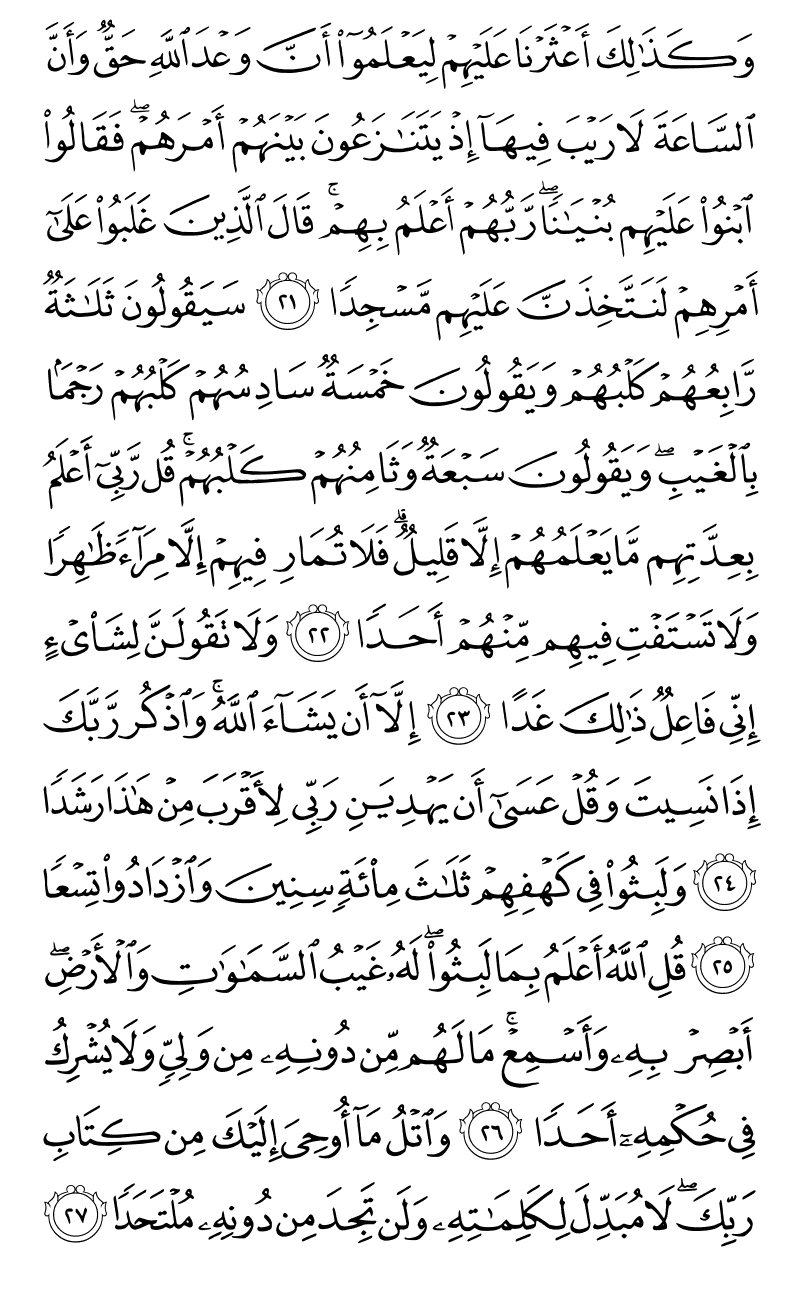 وَكَذَٰلِكَ أَعْثَرْنَا عَلَيْهِمْ لِيَعْلَمُوٓا۟ أَنَّ وَعْدَ ٱللَّهِ حَقٌّ وَأَنَّ
ٱلسَّاعَةَ لَا رَيْبَ فِيهَآ إِذْ يَتَنَٰزَعُونَ بَيْنَهُمْ أَمْرَهُمْ ۖ فَقَالُوا۟
ٱبْنُوا۟ عَلَيْهِم بُنْيَٰنًا ۖ رَّبُّهُمْ أَعْلَمُ بِهِمْ ۚ قَالَ ٱلَّذِينَ غَلَبُوا۟ عَلَىٰٓ
أَمْرِهِمْ لَنَتَّخِذَنَّ عَلَيْهِم مَّسْجِدًا ٢١ سَيَقُولُونَ ثَلَٰثَةٌ
رَّابِعُهُمْ كَلْبُهُمْ وَيَقُولُونَ خَمْسَةٌ سَادِسُهُمْ كَلْبُهُمْ رَجْمًۢا
بِٱلْغَيْبِ ۖ وَيَقُولُونَ سَبْعَةٌ وَثَامِنُهُمْ كَلْبُهُمْ ۚ قُل رَّبِّىٓ أَعْلَمُ
بِعِدَّتِهِم مَّا يَعْلَمُهُمْ إِلَّا قَلِيلٌ ۗ فَلَا تُمَارِ فِيهِمْ إِلَّا مِرَآءً ظَٰهِرًا
وَلَا تَسْتَفْتِ فِيهِم مِّنْهُمْ أَحَدًا ٢٢ وَلَا تَقُولَنَّ لِشَا۟ىْءٍ
إِنِّى فَاعِلٌ ذَٰلِكَ غَدًا ٢٣ إِلَّآ أَن يَشَآءَ ٱللَّهُ ۚ وَٱذْكُر رَّبَّكَ
إِذَا نَسِيتَ وَقُلْ عَسَىٰٓ أَن يَهْدِيَنِ رَبِّى لِأَقْرَبَ مِنْ هَٰذَا رَشَدًا
٢٤ وَلَبِثُوا۟ فِى كَهْفِهِمْ ثَلَٰثَ مِا۟ئَةٍ سِنِينَ وَٱزْدَادُوا۟ تِسْعًا
٢٥ قُلِ ٱللَّهُ أَعْلَمُ بِمَا لَبِثُوا۟ ۖ لَهُۥ غَيْبُ ٱلسَّمَٰوَٰتِ وَٱلْأَرْضِ ۖ
أَبْصِرْ بِهِۦ وَأَسْمِعْ ۚ مَا لَهُم مِّن دُونِهِۦ مِن وَلِىٍّ وَلَا يُشْرِكُ
فِى حُكْمِهِۦٓ أَحَدًا ٢٦ وَٱتْلُ مَآ أُوحِىَ إِلَيْكَ مِن كِتَابِ
رَبِّكَ ۖ لَا مُبَدِّلَ لِكَلِمَٰتِهِۦ وَلَن تَجِدَ مِن دُونِهِۦ مُلْتَحَدًا ٢٧